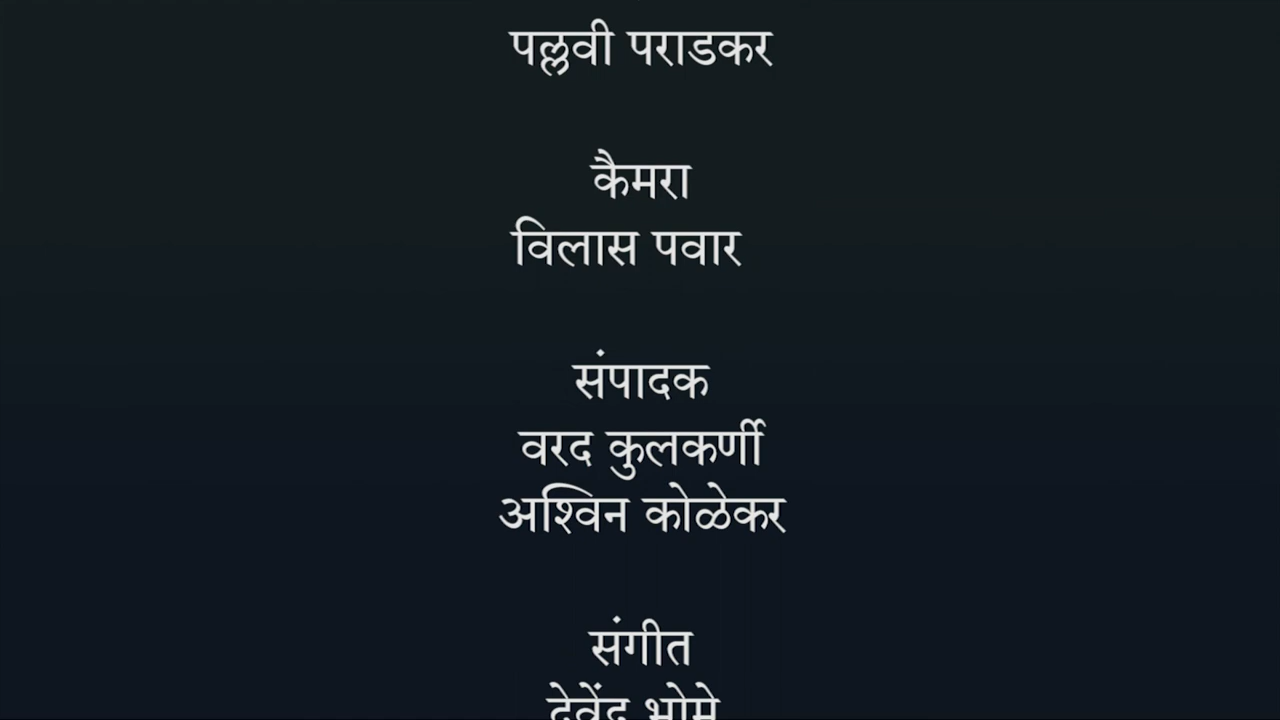 पल्लवी पराडकर
कैमरा
विलास पवार
संपादक
वरद कुलकर्णी
अश्विन कोळेकर
संगीत